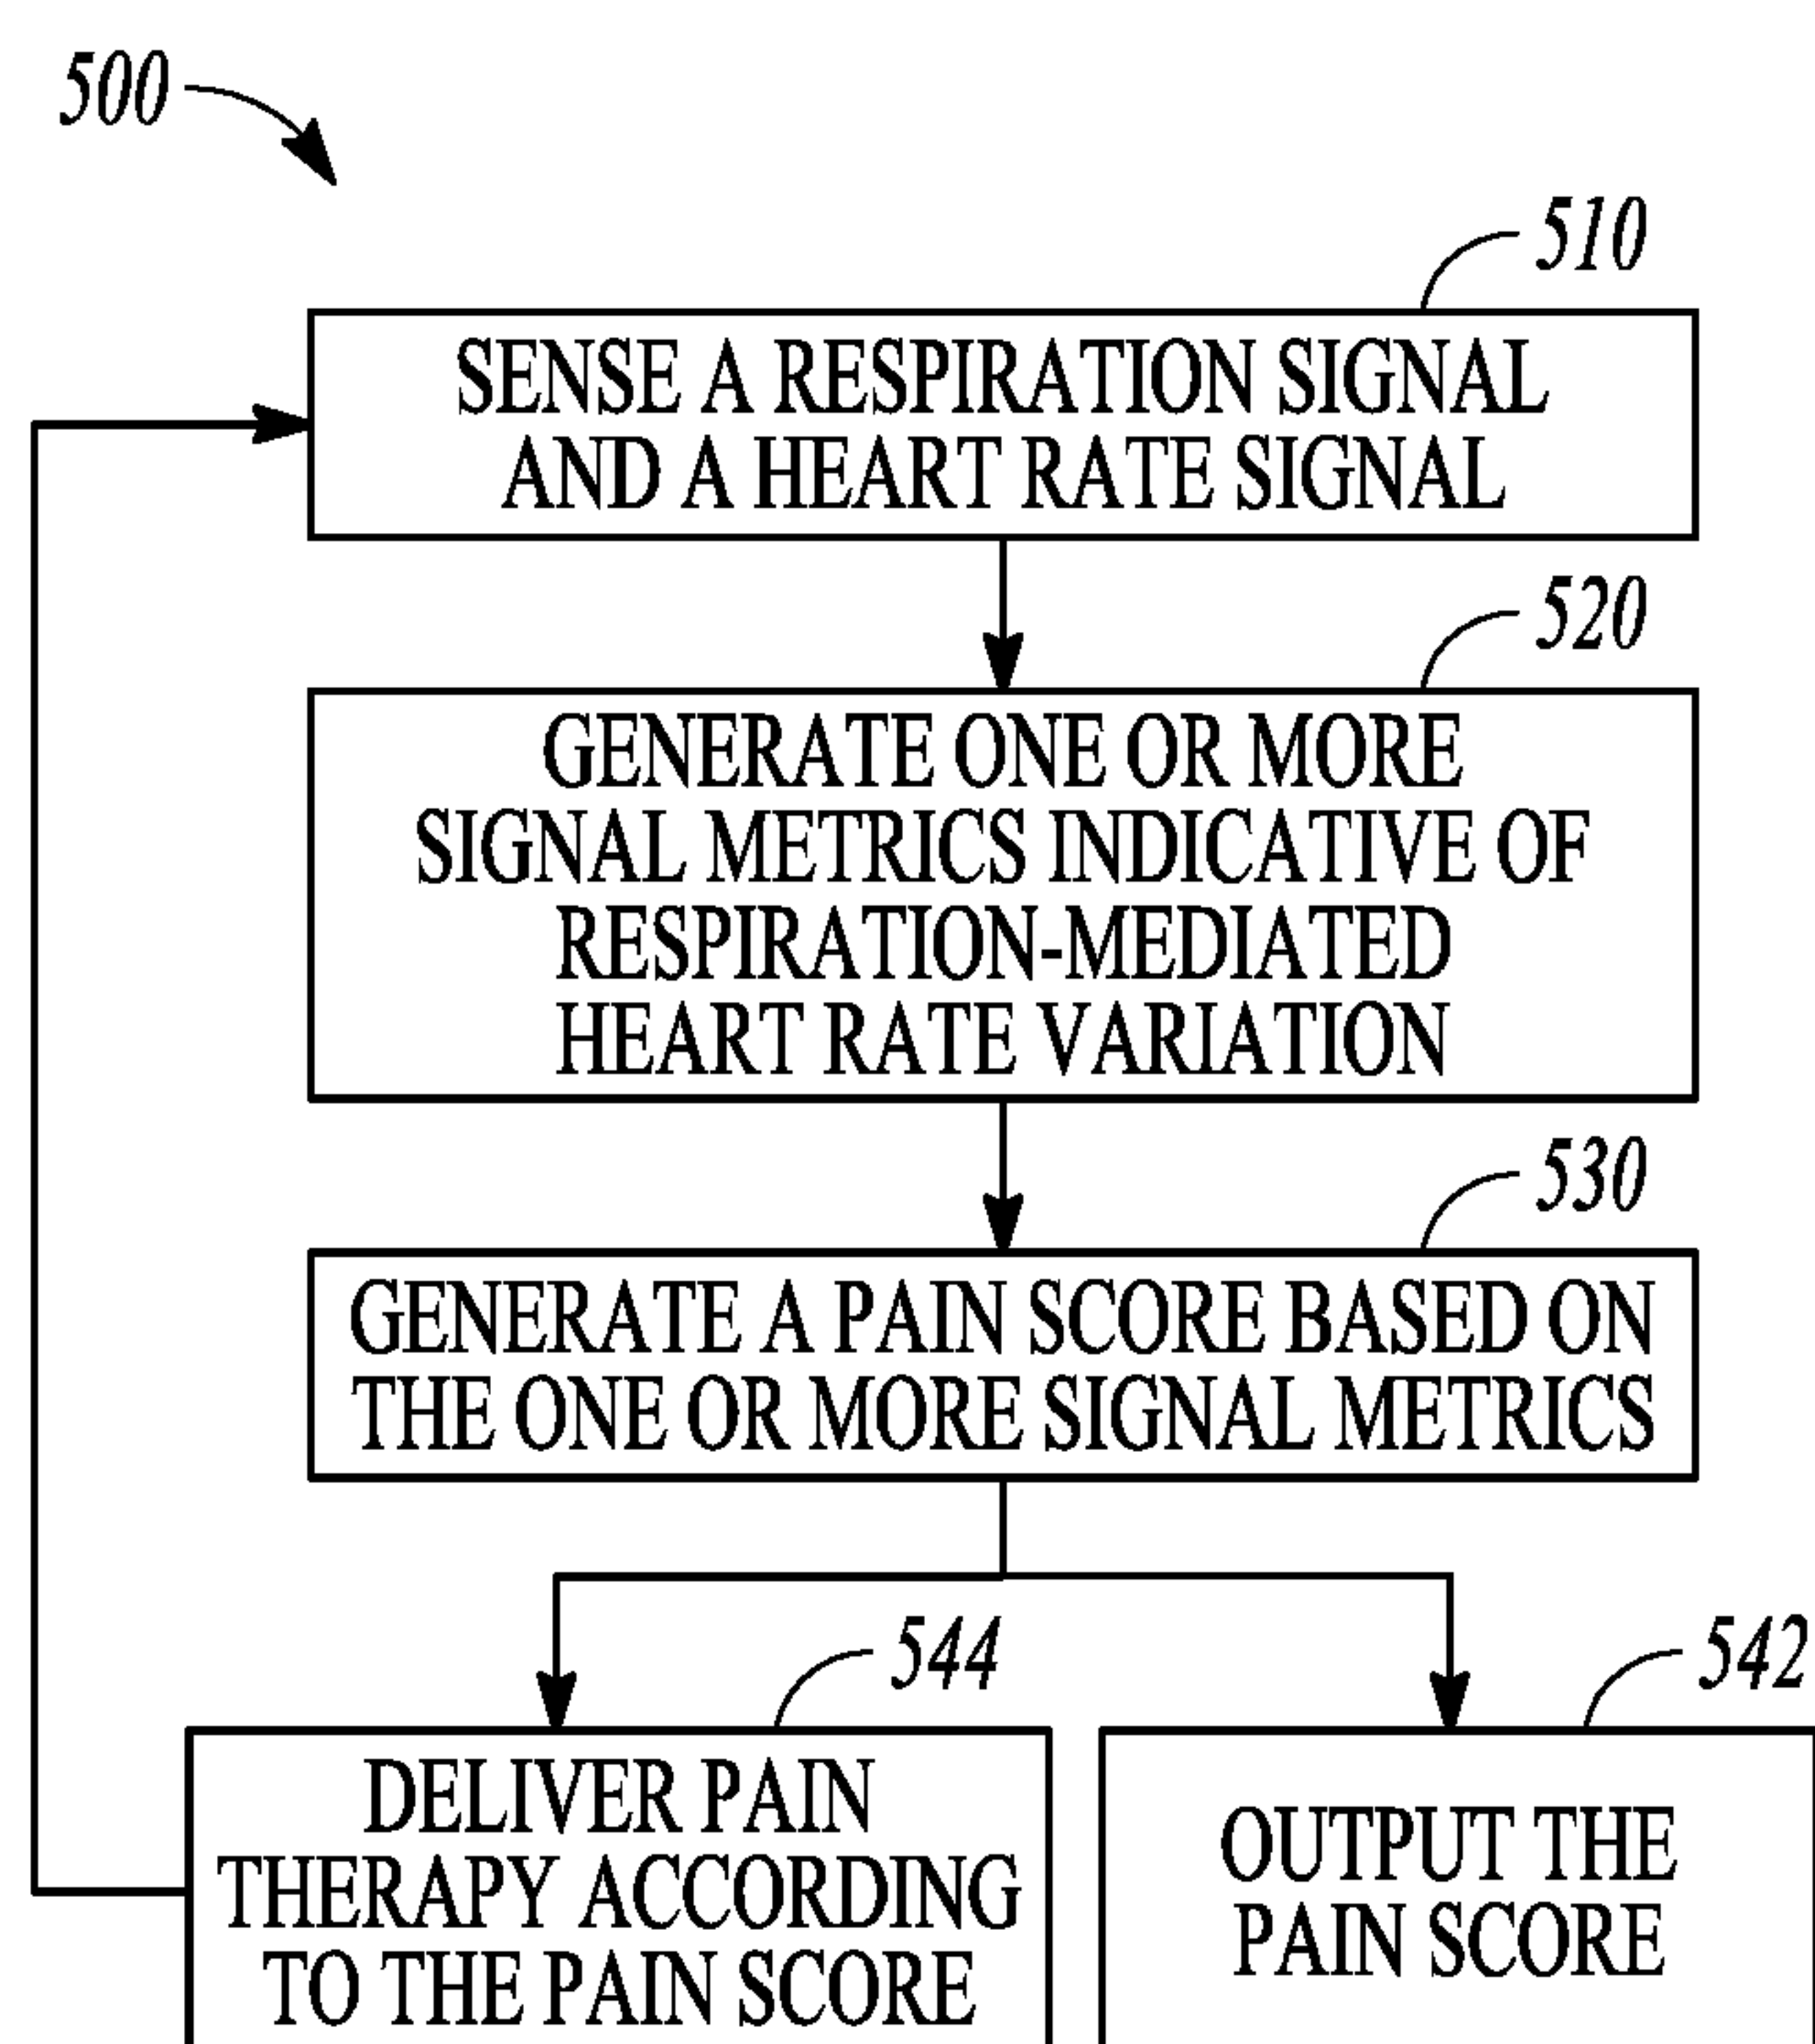 500
510
SENSE A RESPIRATION SIGNAL
AND A HEART RATE SIGNAL
520
GENERATE ONE OR MORE
SIGNAL METRICS INDICATIVE OF
RESPIRATION-MEDIATED
HEART RATE VARIATION
530
GENERATE A PAIN SCORE BASED ON
THE ONE OR MORE SIGNAL METRICS
544
DELIVER PAIN
THERAPY ACCORDING
TO THE PAIN SCORE
542
OUTPUT THE
PAIN SCORE